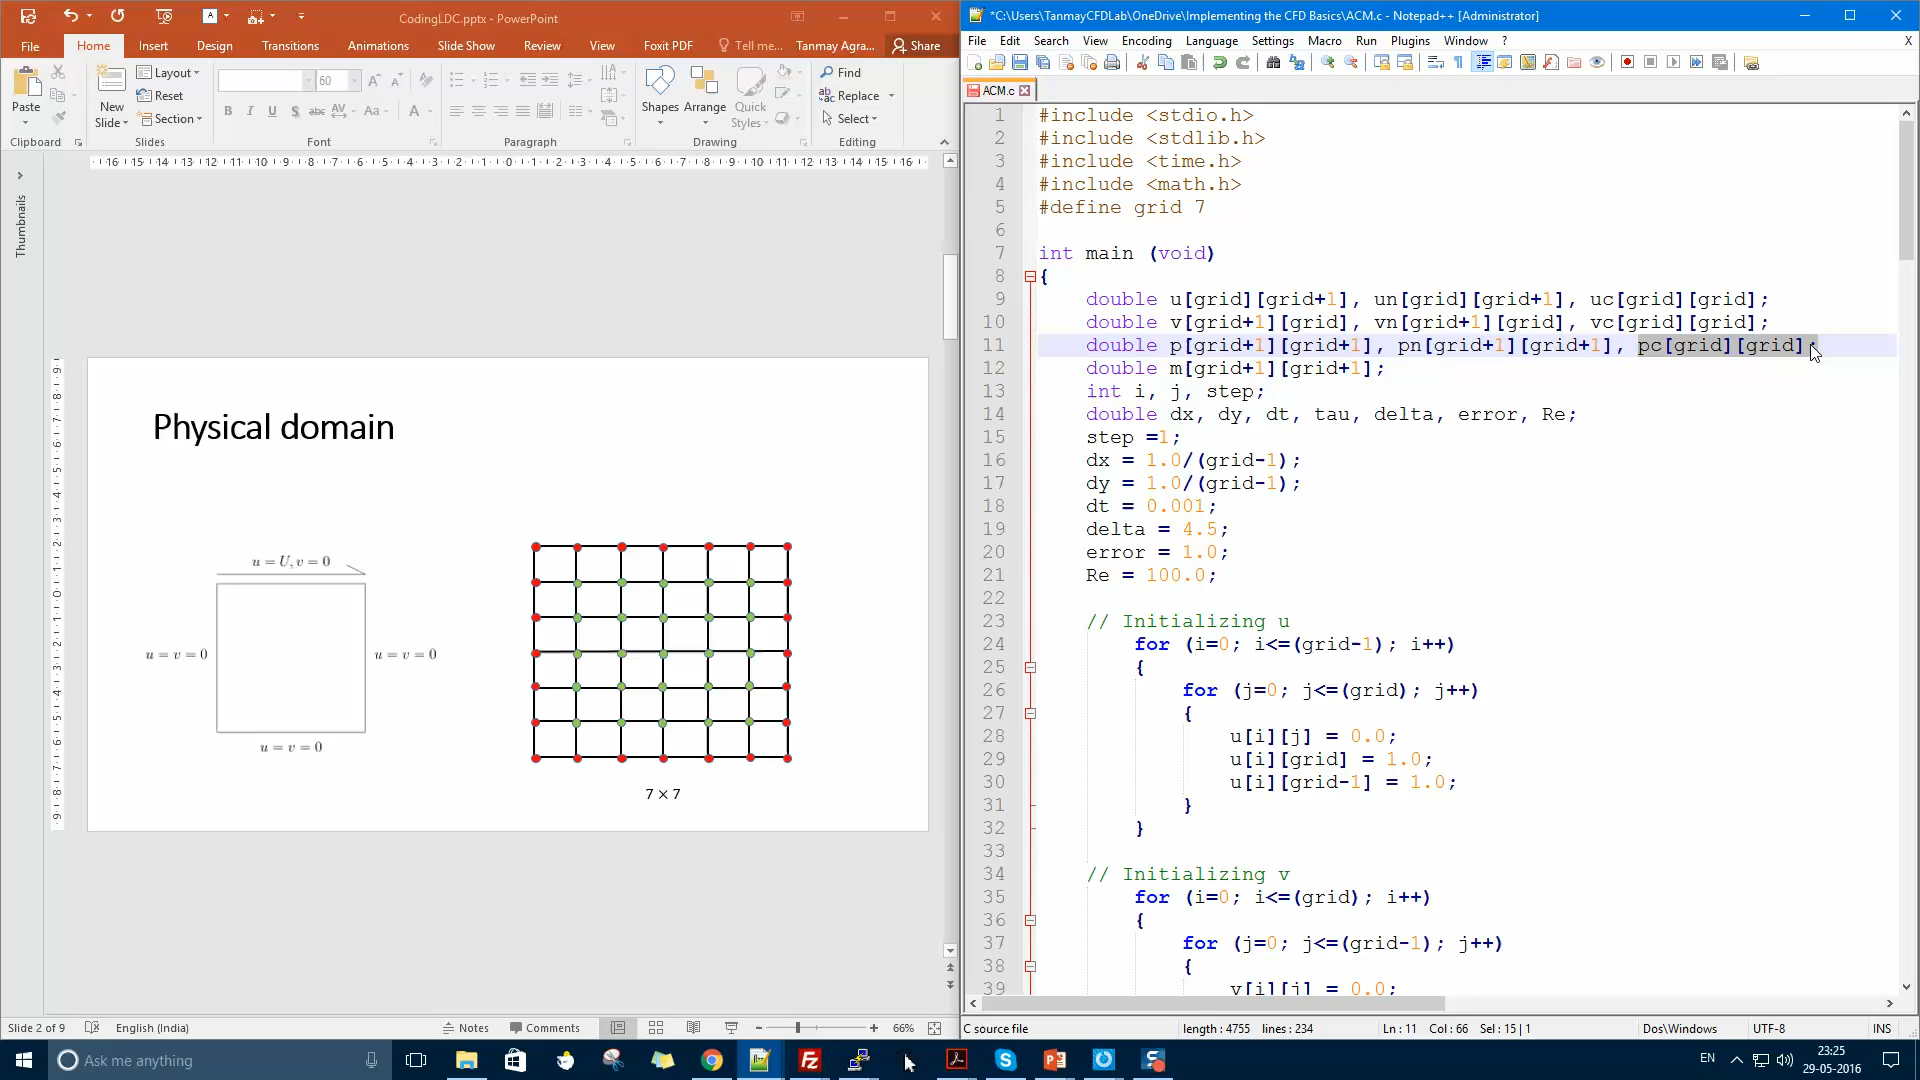 CodingLDC.pptx - PowerPoint
File Home Insert Design Transitions Animations Slide Show Review View Foxit PDF Tell me... Tanmay Agra... Share
Paste
Clipboard
New
Slide
Layout
Reset
Section
Slides
60
B I U S abc AV Aa A
Font
Paragraph
Shapes Arrange Quick
Styles
Drawing
Find
Replace
Select
Editing
Thumbnails
Physical domain
u = U, v = 0
u = v = 0
u = v = 0
u = v = 0
7 × 7
Slide 2 of 9 English (India) Notes Comments 66%
*C:\Users\TanmayCFDLab\OneDrive\Implementing the CFD Basics\ACM.c - Notepad++ [Administrator]
File Edit Search View Encoding Language Settings Macro Run Plugins Window ? X
ACM.c
1 #include <stdio.h>
2 #include <stdlib.h>
3 #include <time.h>
4 #include <math.h>
5 #define grid 7
6
7 int main (void)
8 {
9 double u[grid][grid+1], un[grid][grid+1], uc[grid][grid];
10 double v[grid+1][grid], vn[grid+1][grid], vc[grid][grid];
11 double p[grid+1][grid+1], pn[grid+1][grid+1], pc[grid][grid];
12 double m[grid+1][grid+1];
13 int i, j, step;
14 double dx, dy, dt, tau, delta, error, Re;
15 step =1;
16 dx = 1.0/(grid-1);
17 dy = 1.0/(grid-1);
18 dt = 0.001;
19 delta = 4.5;
20 error = 1.0;
21 Re = 100.0;
22
23 // Initializing u
24 for (i=0; i<=(grid-1); i++)
25 {
26 for (j=0; j<=(grid); j++)
27 {
28 u[i][j] = 0.0;
29 u[i][grid] = 1.0;
30 u[i][grid-1] = 1.0;
31 }
32 }
33
34 // Initializing v
35 for (i=0; i<=(grid); i++)
36 {
37 for (j=0; j<=(grid-1); j++)
38 {
39 v[i][j] = 0.0;
C source file length : 4755 lines : 234 Ln : 11 Col : 66 Sel : 15 | 1 Dos\Windows UTF-8 INS
Ask me anything
EN 23:25
29-05-2016